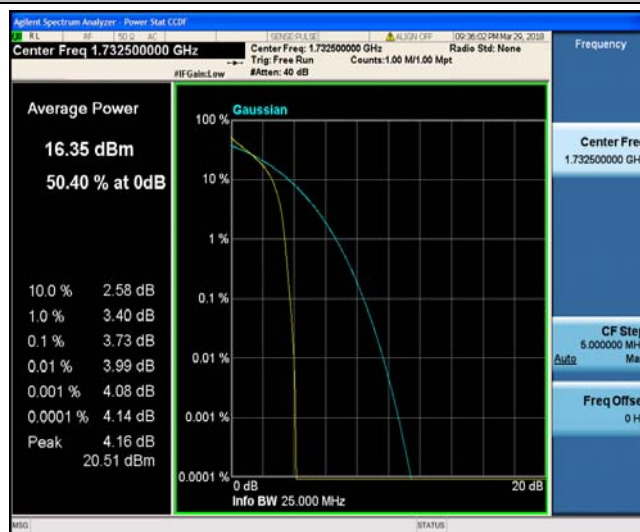 Agilent Spectrum Analyzer - Power Stat CCDF
RL RF 50 Ω AC SENSE:PULSE ALIGN OFF 09:36:02 PM Mar 29, 2018
Center Freq 1.732500000 GHz
Center Freq: 1.732500000 GHz Radio Std: None
Trig: Free Run Counts:1.00 M/1.00 Mpt
#IFGain:Low #Atten: 40 dB
Frequency
Average Power
16.35 dBm
50.40 % at 0dB
10.0 % 2.58 dB
1.0 % 3.40 dB
0.1 % 3.73 dB
0.01 % 3.99 dB
0.001 % 4.08 dB
0.0001 % 4.14 dB
Peak 4.16 dB
20.51 dBm
Gaussian
100 %
10 %
1 %
0.1 %
0.01 %
0.001 %
0.0001 %
0 dB 20 dB
Info BW 25.000 MHz
Center Fre
1.732500000 GH
CF Step
5.000000 MH
Auto Ma
Freq Offse
0 H
MSG STATUS